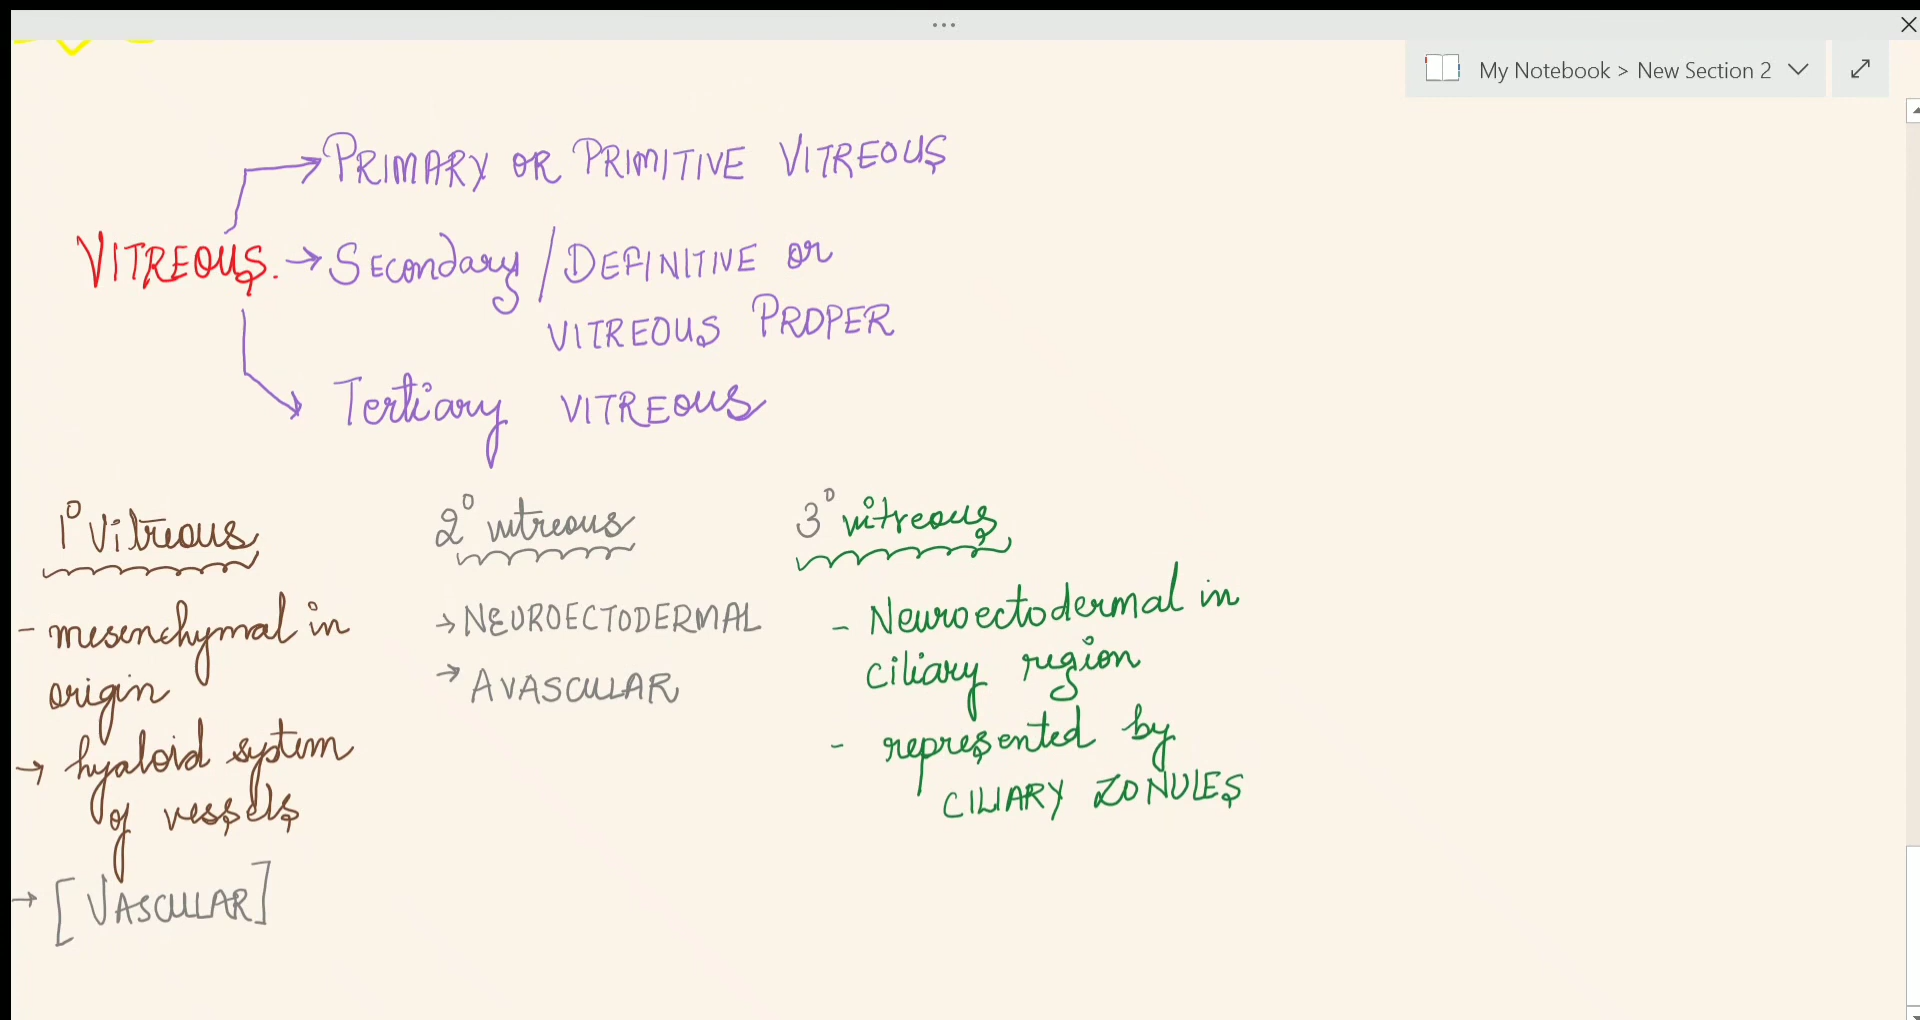 My Notebook > New Section 2
PRIMARY OR PRIMITIVE VITREOUS
VITREOUS. → Secondary / DEFINITIVE or
VITREOUS PROPER
Tertiary VITREOUS
1° Vitreous
2° vitreous
3° vitreous
- mesenchymal in
origin
→ hyaloid system
of vessels
→ [VASCULAR]
→ NEUROECTODERMAL
→ AVASCULAR
- Neuroectodermal in
ciliary region
- represented by
CILIARY ZONULES